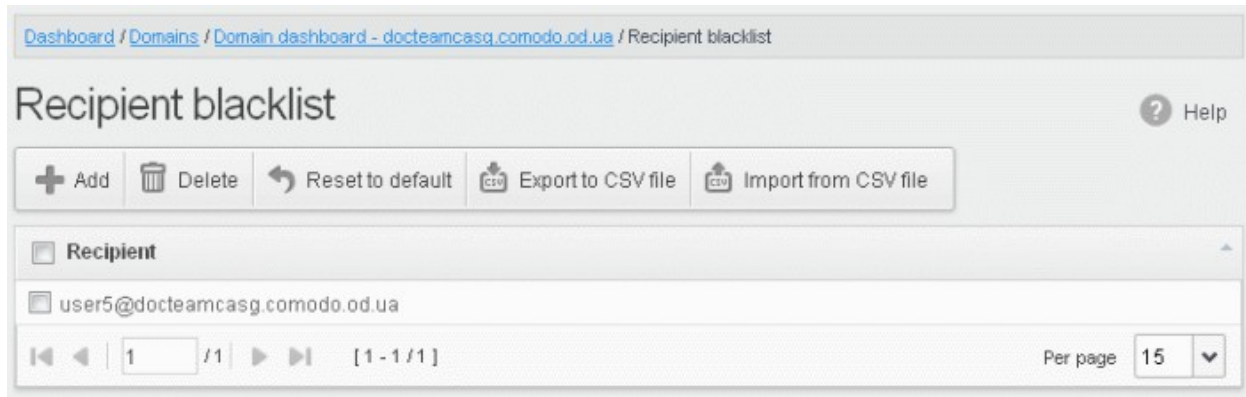 Dashboard / Domains / Domain dashboard - docteamcasg.comodo.od.ua / Recipient blacklist
Recipient blacklist
Help
Add Delete Reset to default Export to CSV file Import from CSV file
Recipient
user5@docteamcasg.comodo.od.ua
1 /1 [ 1 - 1 / 1 ] Per page 15